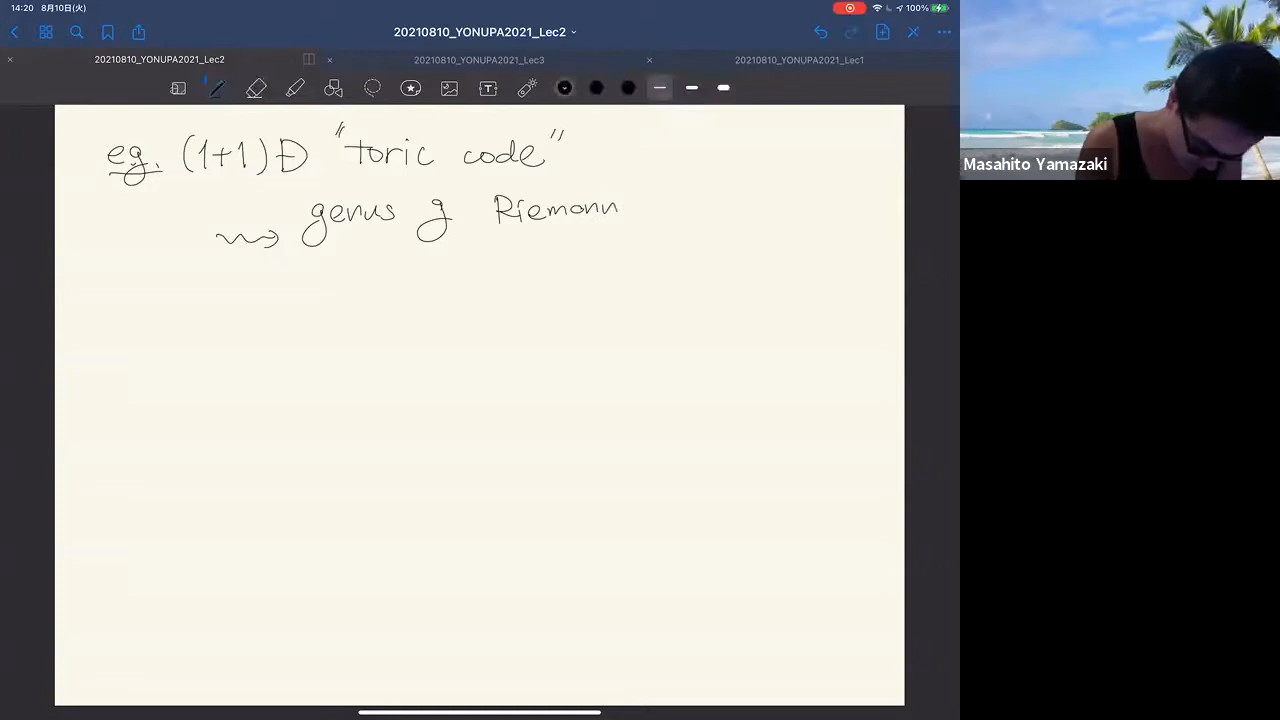 14:20 8月10日(火)
100%
20210810_YONUPA2021_Lec2
20210810_YONUPA2021_Lec2
20210810_YONUPA2021_Lec3
20210810_YONUPA2021_Lec1
Masahito Yamazaki
eg. (1+1)D "toric code"
genus g Riemann